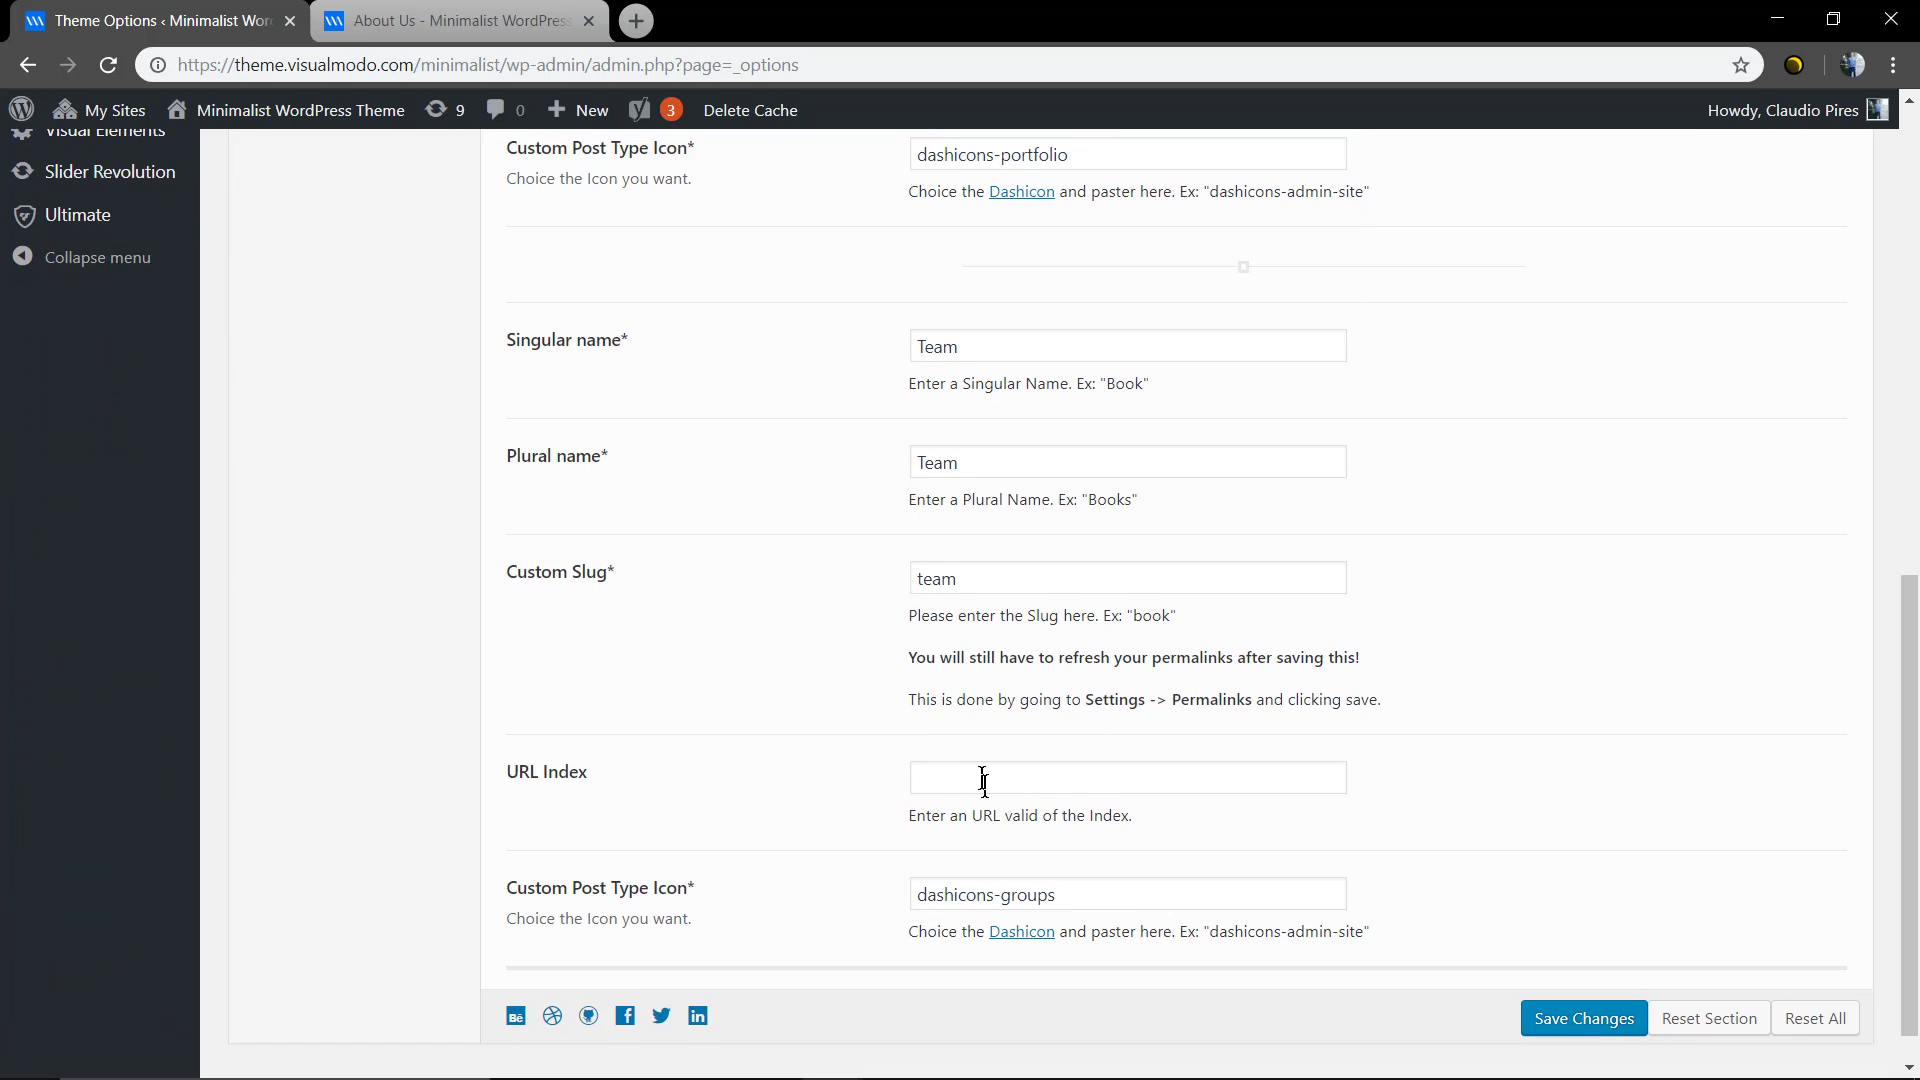 Theme Options ‹ Minimalist Wor
About Us - Minimalist WordPress
https://theme.visualmodo.com/minimalist/wp-admin/admin.php?page=_options
My Sites
Minimalist WordPress Theme
9
0
New
3
Delete Cache
Howdy, Claudio Pires
Visual Elements
Slider Revolution
Ultimate
Collapse menu
Custom Post Type Icon*
Choice the Icon you want.
dashicons-portfolio
Choice the Dashicon and paster here. Ex: "dashicons-admin-site"
Singular name*
Team
Enter a Singular Name. Ex: "Book"
Plural name*
Team
Enter a Plural Name. Ex: "Books"
Custom Slug*
team
Please enter the Slug here. Ex: "book"
You will still have to refresh your permalinks after saving this!
This is done by going to Settings -> Permalinks and clicking save.
URL Index
Enter an URL valid of the Index.
Custom Post Type Icon*
Choice the Icon you want.
dashicons-groups
Choice the Dashicon and paster here. Ex: "dashicons-admin-site"
Save Changes
Reset Section
Reset All